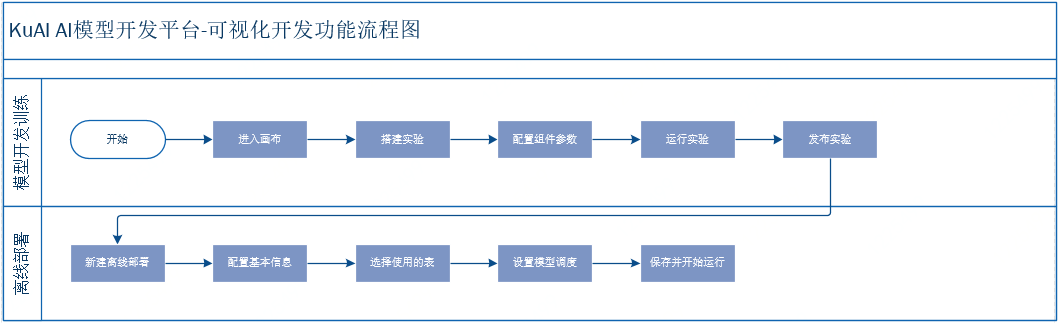 KuAI AI模型开发平台-可视化开发功能流程图
模型开发训练
开始
进入画布
搭建实验
配置组件参数
运行实验
发布实验
离线部署
新建离线部署
配置基本信息
选择使用的表
设置模型调度
保存并开始运行